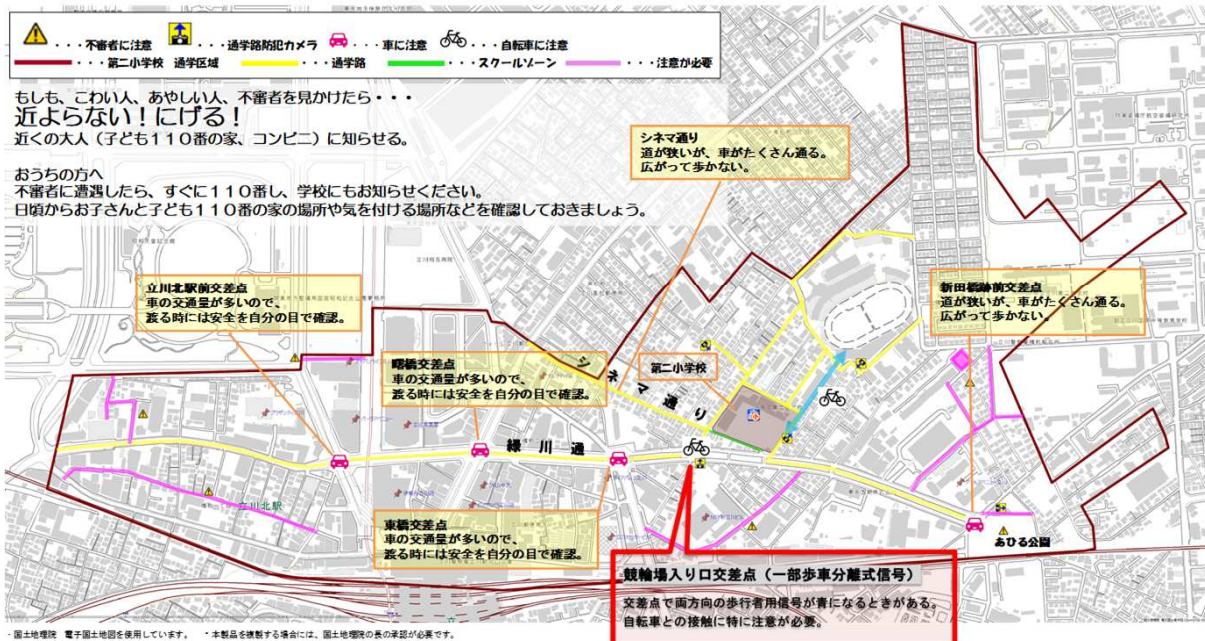 ・・・不審者に注意 ・・・通学路防犯カメラ ・・・車に注意 ・・・自転車に注意
・・・第二小学校 通学区域 ・・・通学路 ・・・スクールゾーン ・・・注意が必要
もしも、こわい人、あやしい人、不審者を見かけたら・・・
近よらない！にげる！
近くの大人（子ども１１０番の家、コンビニ）に知らせる。
おうちの方へ
不審者に遭遇したら、すぐに１１０番し、学校にもお知らせください。
日頃からお子さんと子ども１１０番の家の場所や気を付ける場所などを確認しておきましょう。
シネマ通り
道が狭いが、車がたくさん通る。
広がって歩かない。
立川北駅前交差点
車の交通量が多いので、
渡る時には安全を自分の目で確認。
新田橋跡前交差点
道が狭いが、車がたくさん通る。
広がって歩かない。
曙橋交差点
車の交通量が多いので、
渡る時には安全を自分の目で確認。
第二小学校
シネマ通り
緑川通
立川北駅
東橋交差点
車の交通量が多いので、
渡る時には安全を自分の目で確認。
あひる公園
競輪場入り口交差点（一部歩車分離式信号）
交差点で両方向の歩行者用信号が青になるときがある。
自転車との接触に特に注意が必要。
・国土地理院 電子国土地図を使用しています。 ・本製品を複製する場合には、国土地理院の長の承認が必要です。